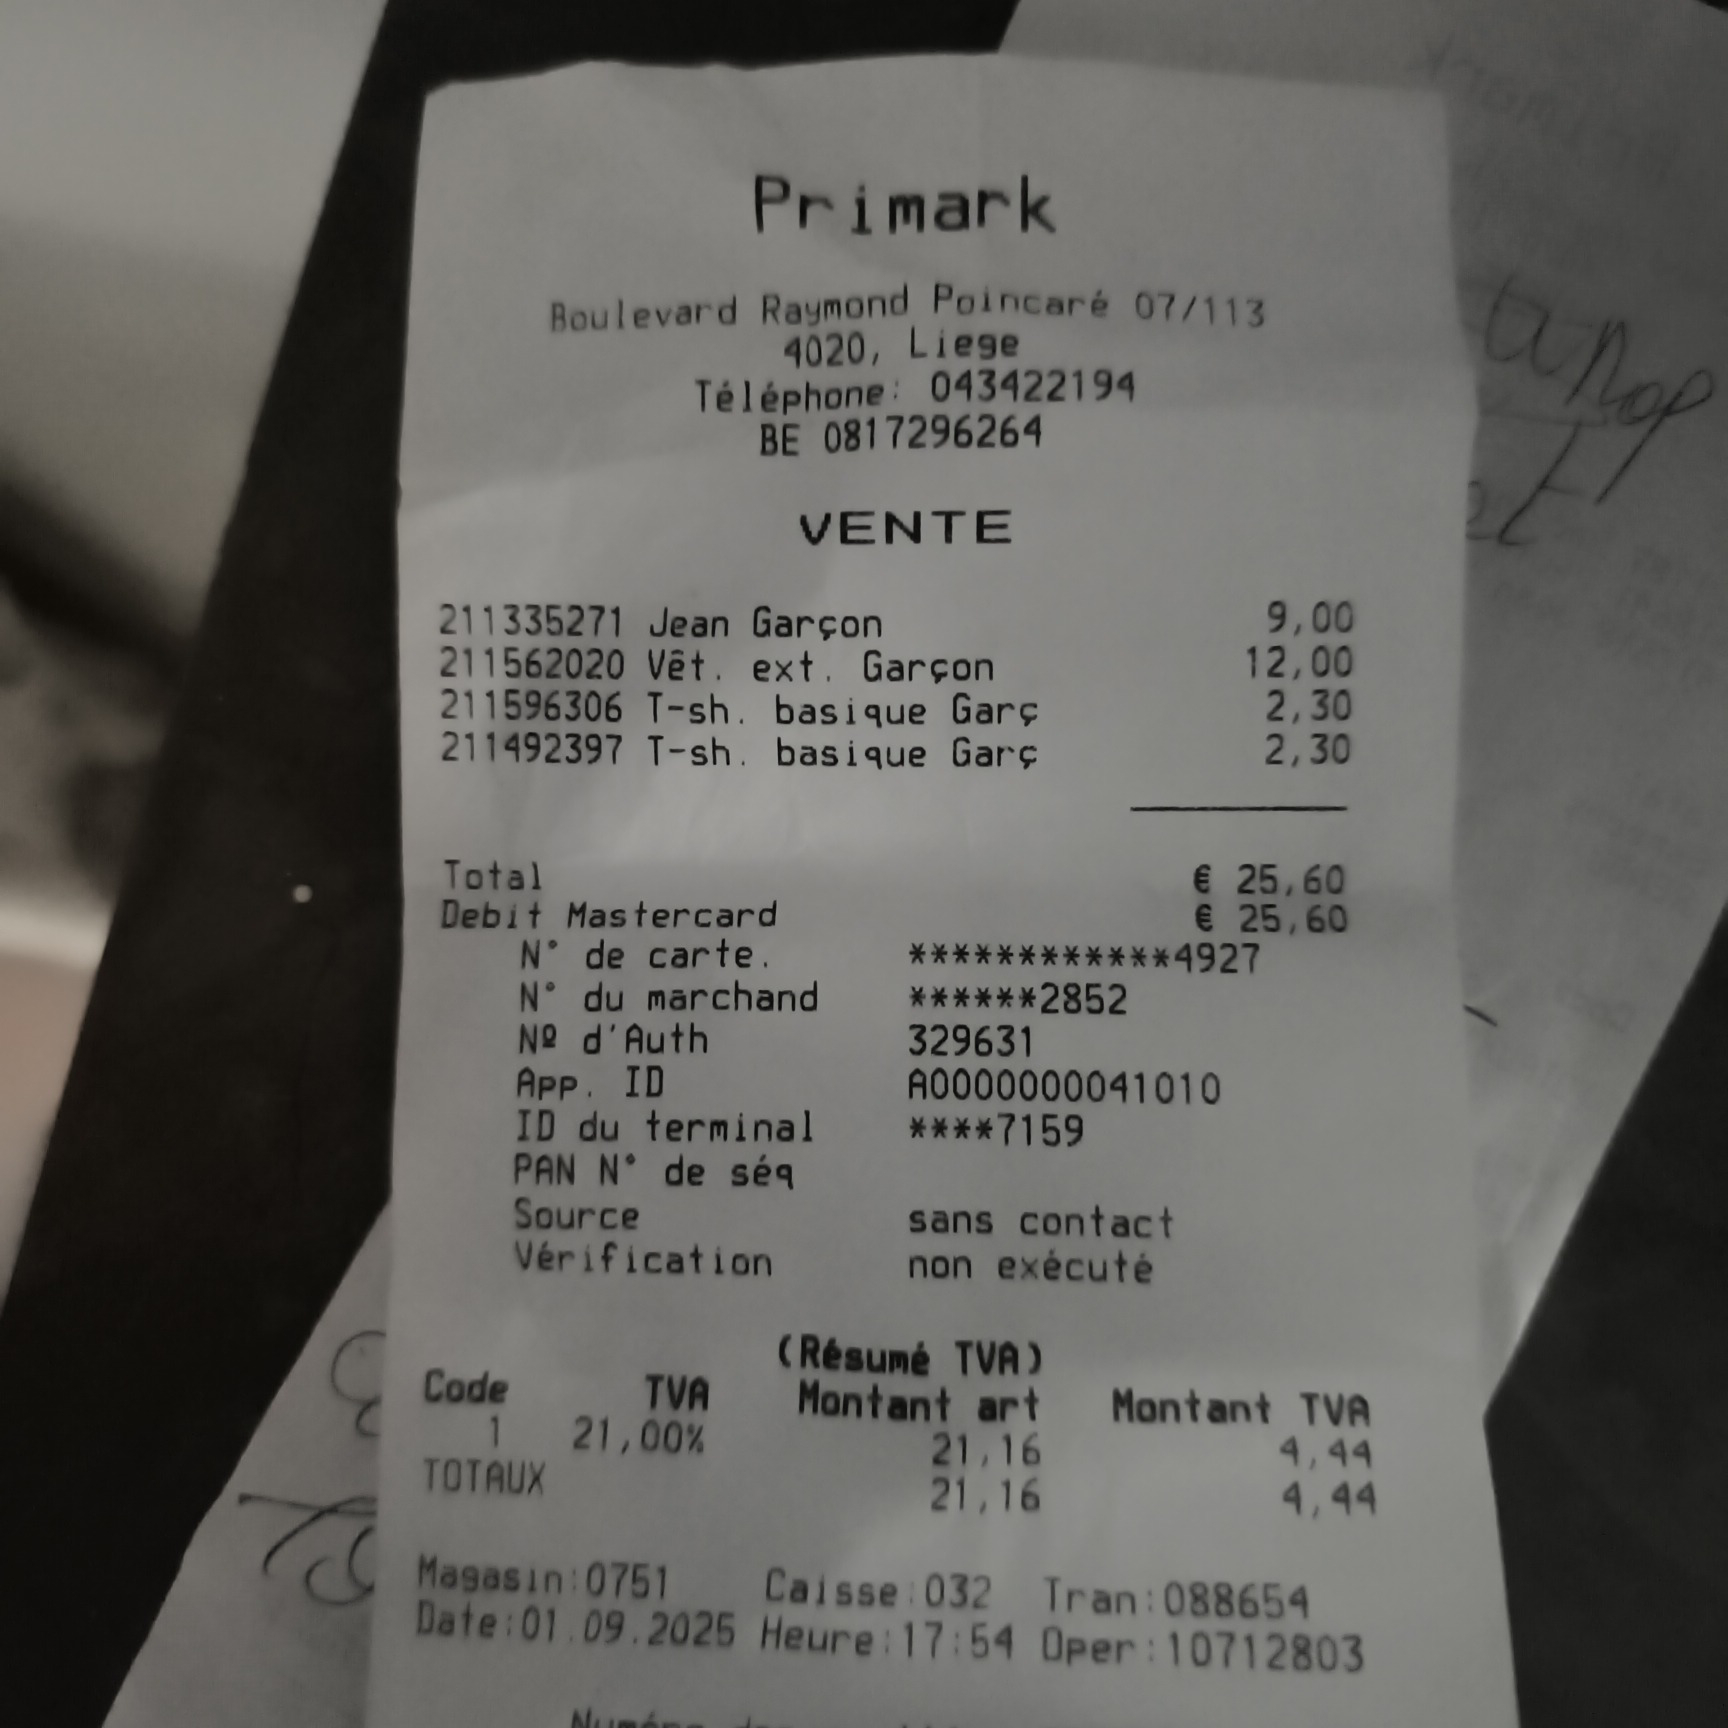 Primark
Boulevard Raymond Poincaré 07/113
4020, Liege
Téléphone: 043422194
BE 0817296264
VENTE
211335271 Jean Garçon 9,00
211562020 Vêt. ext. Garçon 12,00
211596306 T-sh. basique Garç 2,30
211492397 T-sh. basique Garç 2,30
Total € 25,60
Debit Mastercard € 25,60
N° de carte. ************4927
N° du marchand ******2852
Nº d'Auth 329631
App. ID A0000000041010
ID du terminal ****7159
PAN N° de séq
Source sans contact
Vérification non exécuté
(Résumé TVA)
Code TVA Montant art Montant TVA
1 21,00% 21,16 4,44
TOTAUX 21,16 4,44
Magasin:0751 Caisse:032 Tran:088654
Date:01.09.2025 Heure:17:54 Oper:10712803